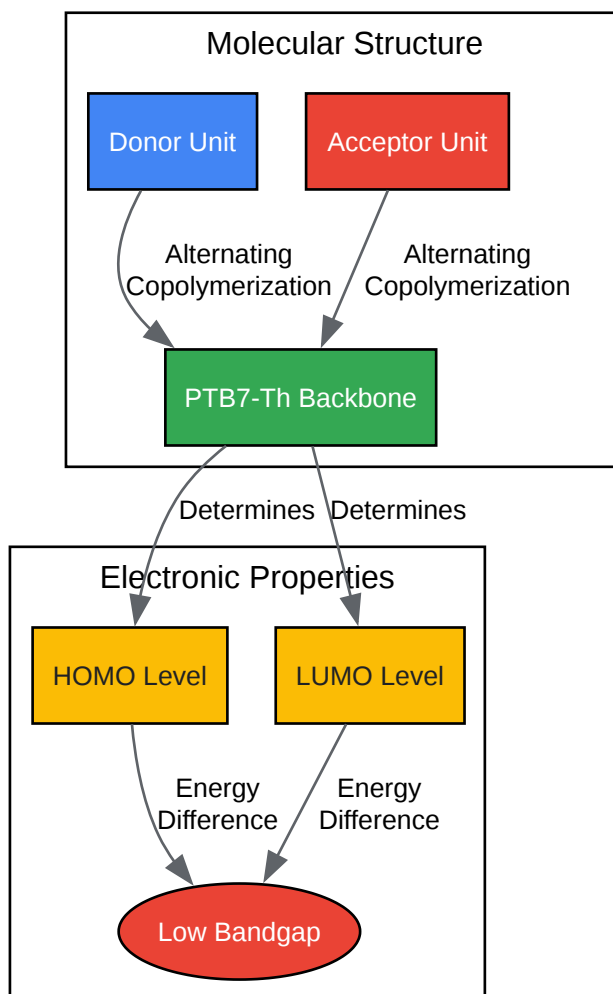 Molecular Structure
Donor Unit
Acceptor Unit
Alternating
Copolymerization
Alternating
Copolymerization
PTB7-Th Backbone
Determines
Determines
Electronic Properties
HOMO Level
LUMO Level
Energy
Difference
Energy
Difference
Low Bandgap